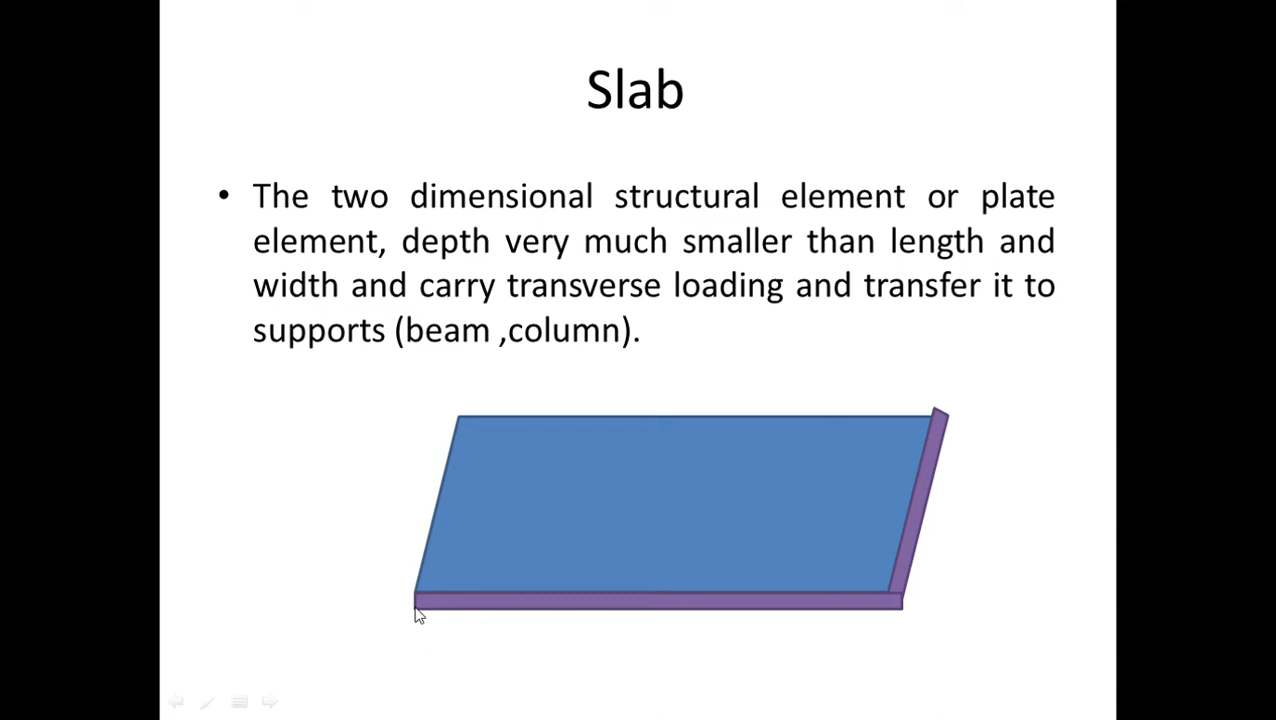 Slab
• The two dimensional structural element or plate
element, depth very much smaller than length and
width and carry transverse loading and transfer it to
supports (beam ,column).